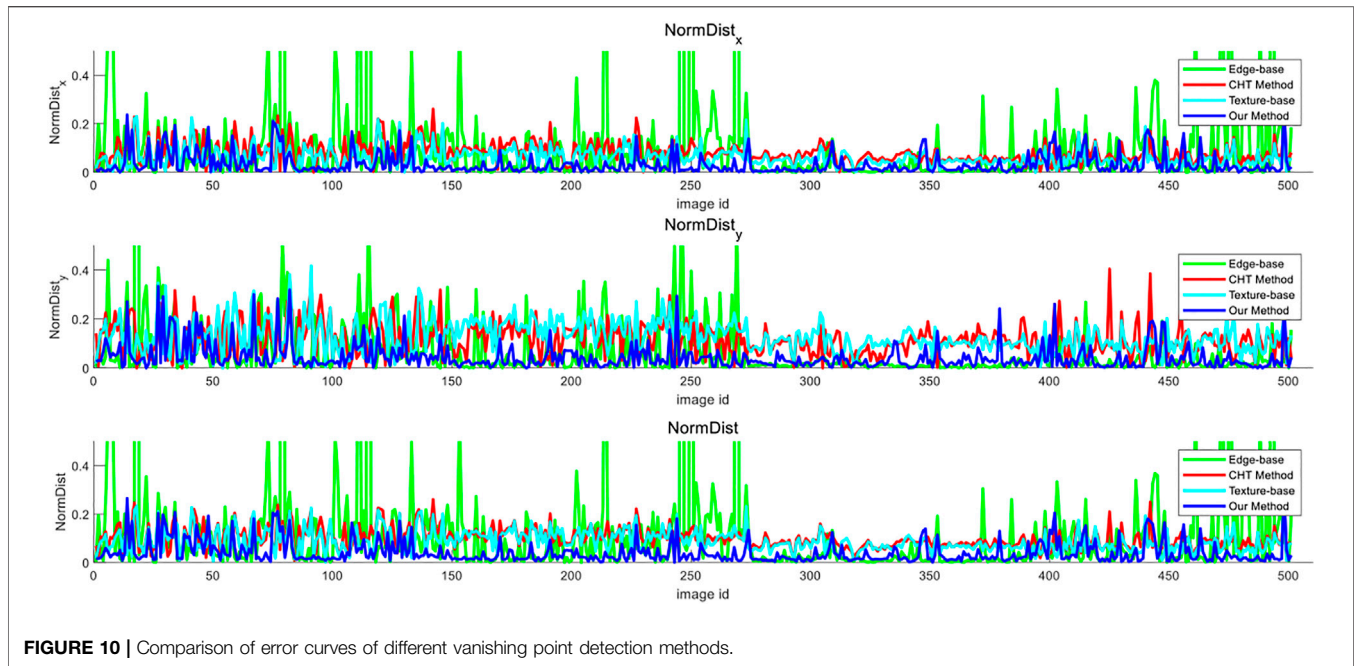 NormDistx
NormDistx
0.4
0.2
0
Edge-base
CHT Method
Texture-base
Our Method
0 50 100 150 200 250 300 350 400 450 500
image id
NormDisty
NormDisty
0.4
0.2
0
Edge-base
CHT Method
Texture-base
Our Method
0 50 100 150 200 250 300 350 400 450 500
image id
NormDist
NormDist
0.4
0.2
0
Edge-base
CHT Method
Texture-base
Our Method
0 50 100 150 200 250 300 350 400 450 500
image id
FIGURE 10 | Comparison of error curves of different vanishing point detection methods.